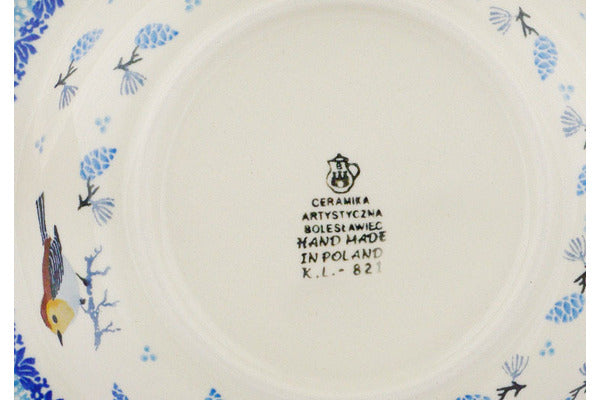 CERAMIKA
ARTYSTYCZNA
BOLESŁAWIEC
HAND MADE
IN POLAND
K.L.-821